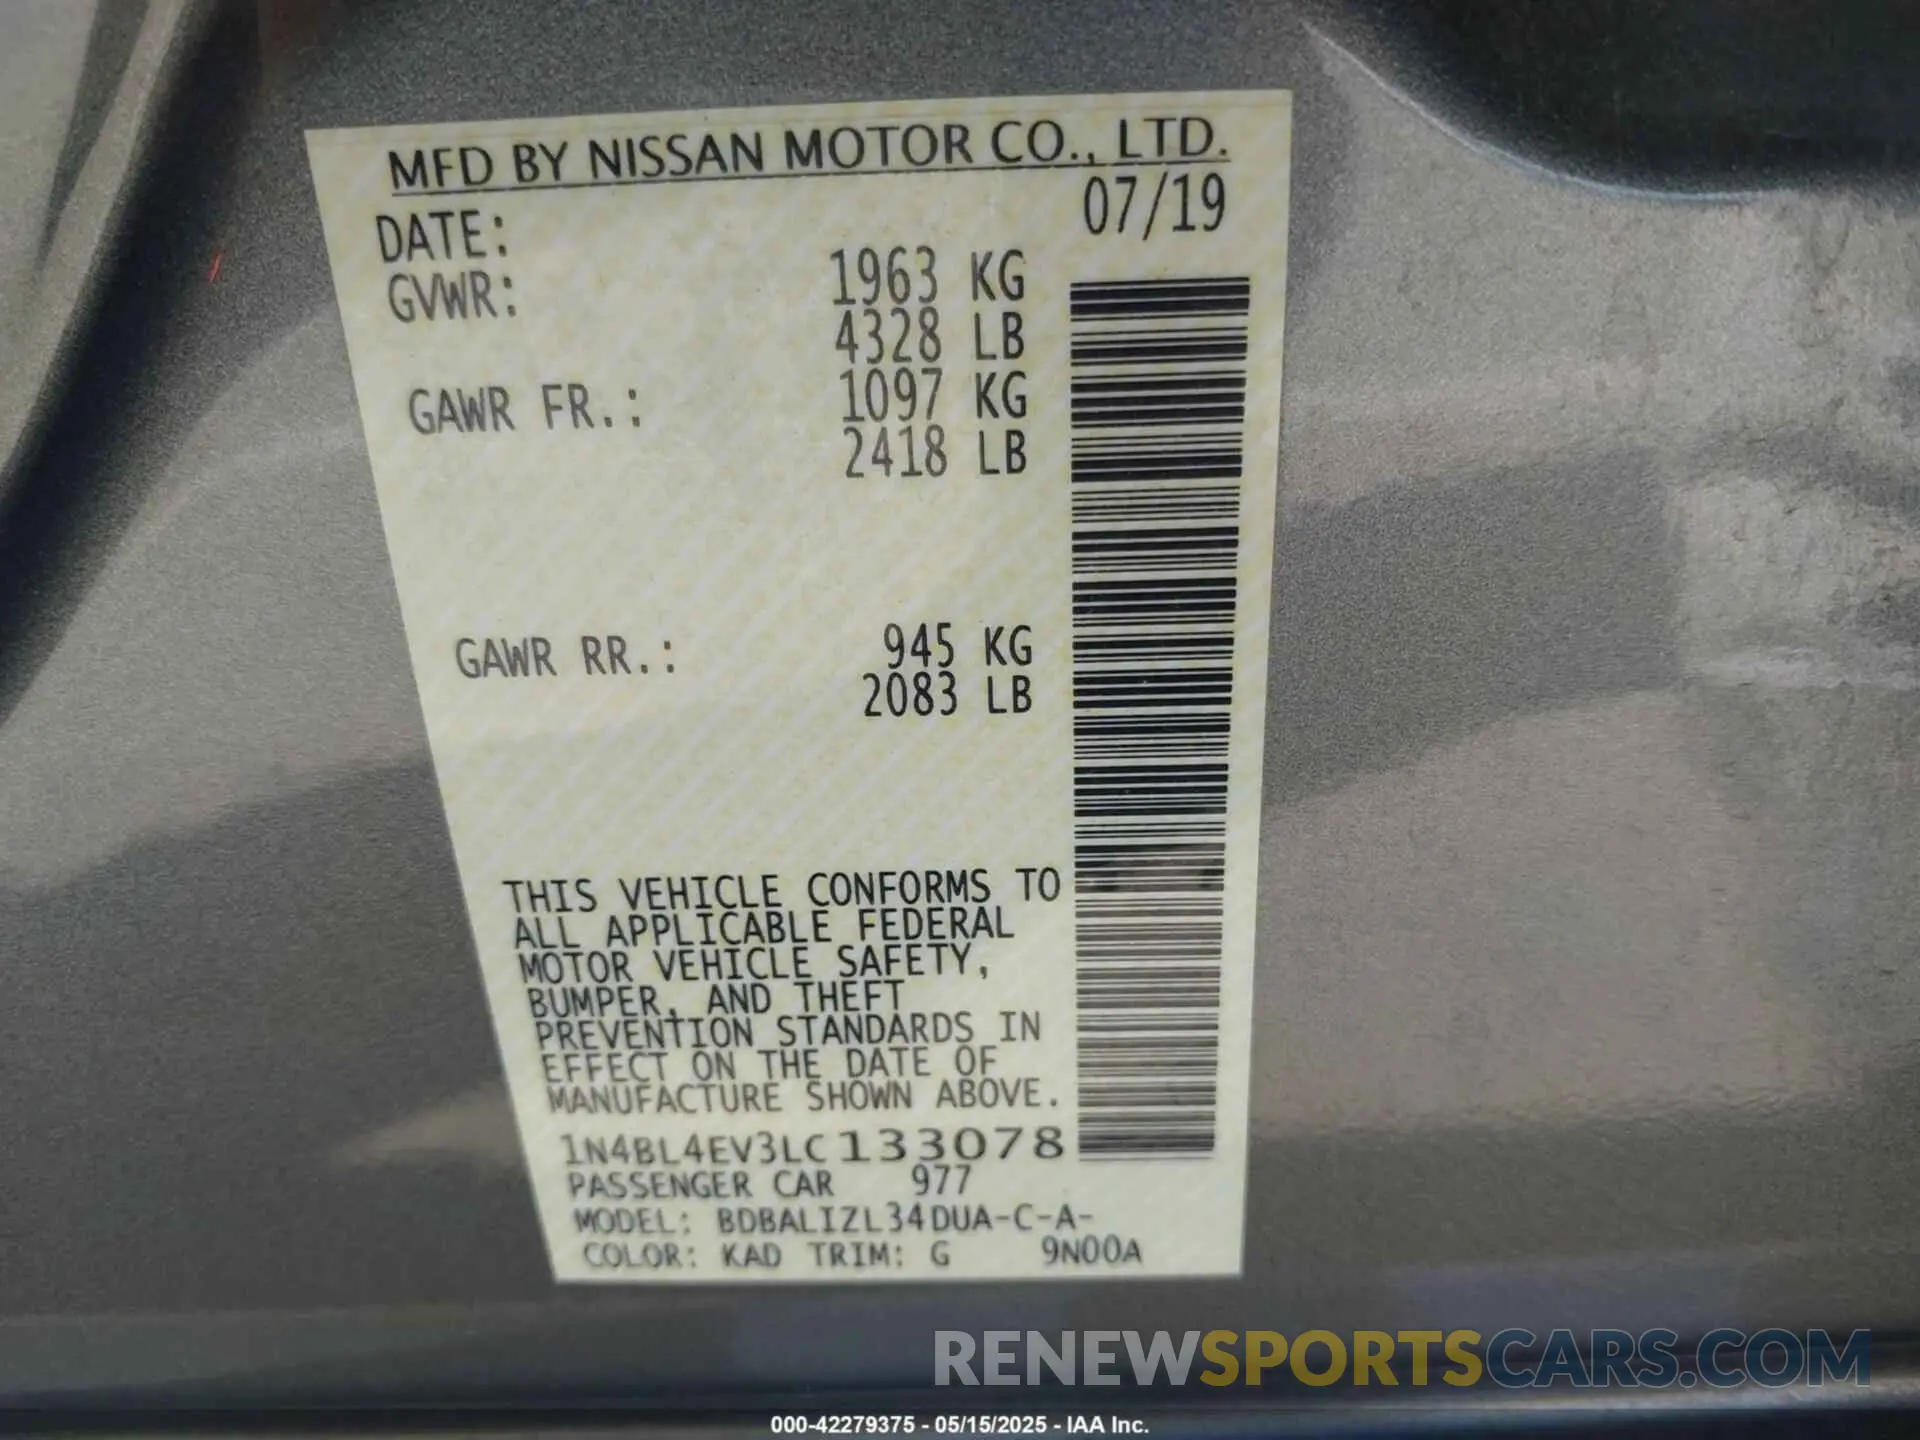 MFD BY NISSAN MOTOR CO., LTD.
DATE: 07/19
GVWR: 1963 KG
4328 LB
GAWR FR.: 1097 KG
2418 LB
GAWR RR.: 945 KG
2083 LB
THIS VEHICLE CONFORMS TO
ALL APPLICABLE FEDERAL
MOTOR VEHICLE SAFETY,
BUMPER, AND THEFT
PREVENTION STANDARDS IN
EFFECT ON THE DATE OF
MANUFACTURE SHOWN ABOVE.
1N4BL4EV3LC133078
PASSENGER CAR 977
MODEL: BDBALIZL34DUA-C-A-
COLOR: KAD TRIM: G 9N00A
RENEWSPORTSCARS.COM
000-42279375 - 05/15/2025 - IAA Inc.